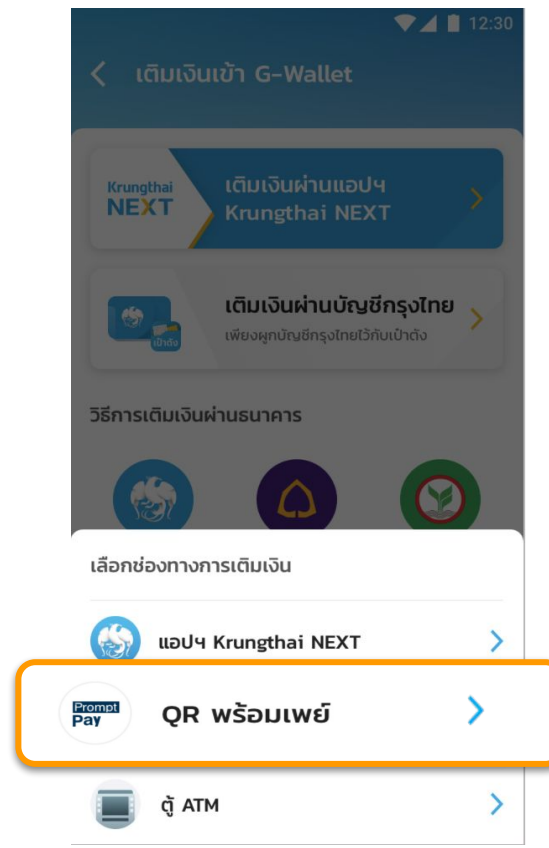 12:30
เติมเงินเข้า G-Wallet
Krungthai
NEXT
เติมเงินผ่านแอปฯ
Krungthai NEXT
เติมเงินผ่านบัญชีกรุงไทย
เพียงผูกบัญชีกรุงไทยไว้กับเป๋าตัง
เป๋าตัง
วิธีการเติมเงินผ่านธนาคาร
เลือกช่องทางการเติมเงิน
แอปฯ Krungthai NEXT
Prompt
Pay
QR พร้อมเพย์
ตู้ ATM